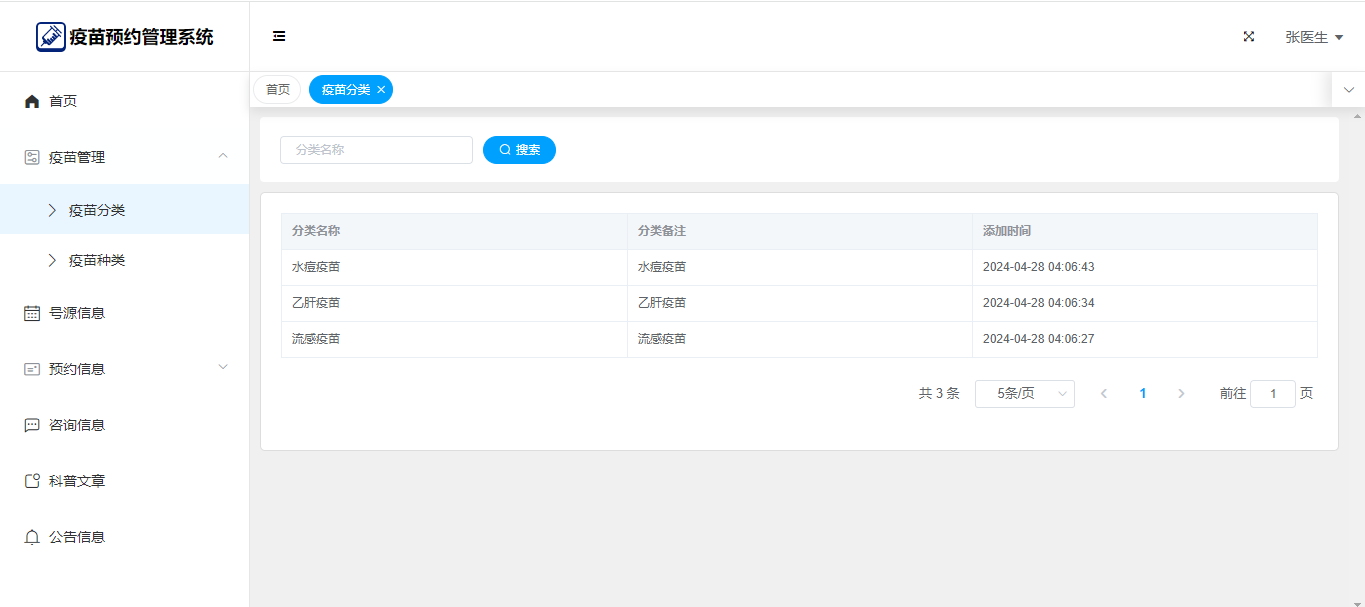 疫苗预约管理系统
张医生
首页
疫苗管理
疫苗分类
疫苗种类
号源信息
预约信息
咨询信息
科普文章
公告信息
首页 疫苗分类
分类名称 搜索
分类名称 分类备注 添加时间
水痘疫苗 水痘疫苗 2024-04-28 04:06:43
乙肝疫苗 乙肝疫苗 2024-04-28 04:06:34
流感疫苗 流感疫苗 2024-04-28 04:06:27
共 3 条 5条/页 1 前往 1 页